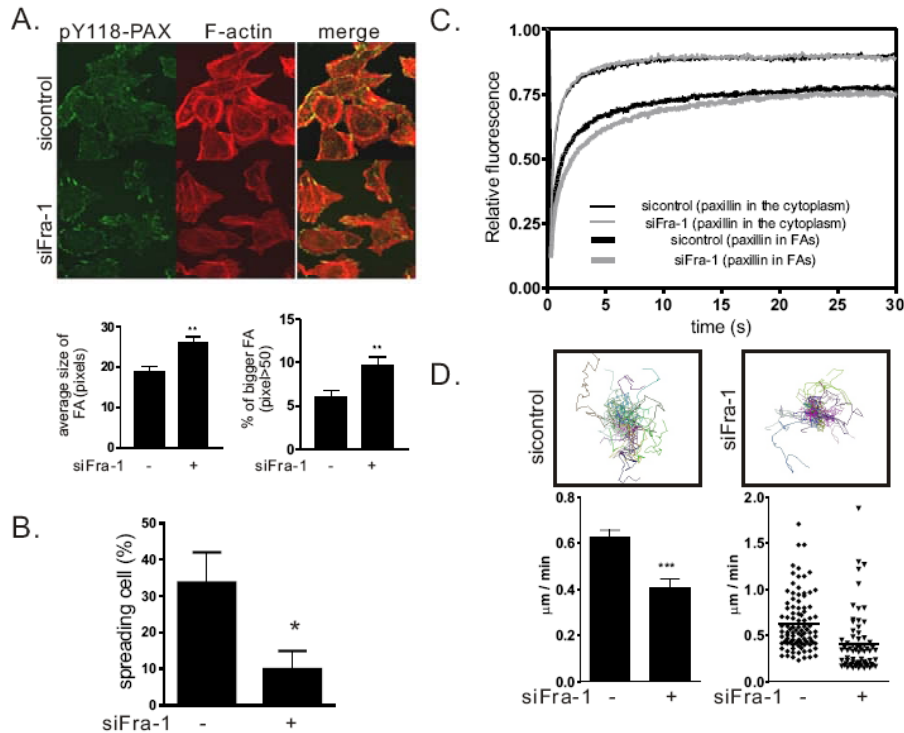 A.
pY118-PAX F-actin merge
sicontrol
siFra-1
average size of
FA (pixels)
30
20
10
0
**
siFra-1 - +
% of bigger FA
(pixel>50)
15
10
5
0
**
siFra-1 - +
B.
spreading cell (%)
50
40
30
20
10
0
*
siFra-1 - +
C.
Relative fluorescence
1.00
0.75
0.50
0.25
0.00
sicontrol (paxillin in the cytoplasm)
siFra-1 (paxillin in the cytoplasm)
sicontrol (paxillin in FAs)
siFra-1 (paxillin in FAs)
0 5 10 15 20 25 30
time (s)
D.
sicontrol
siFra-1
μm / min
0.8
0.6
0.4
0.2
0.0
***
siFra-1 - +
μm / min
2.0
1.5
1.0
0.5
0.0
siFra-1 - +